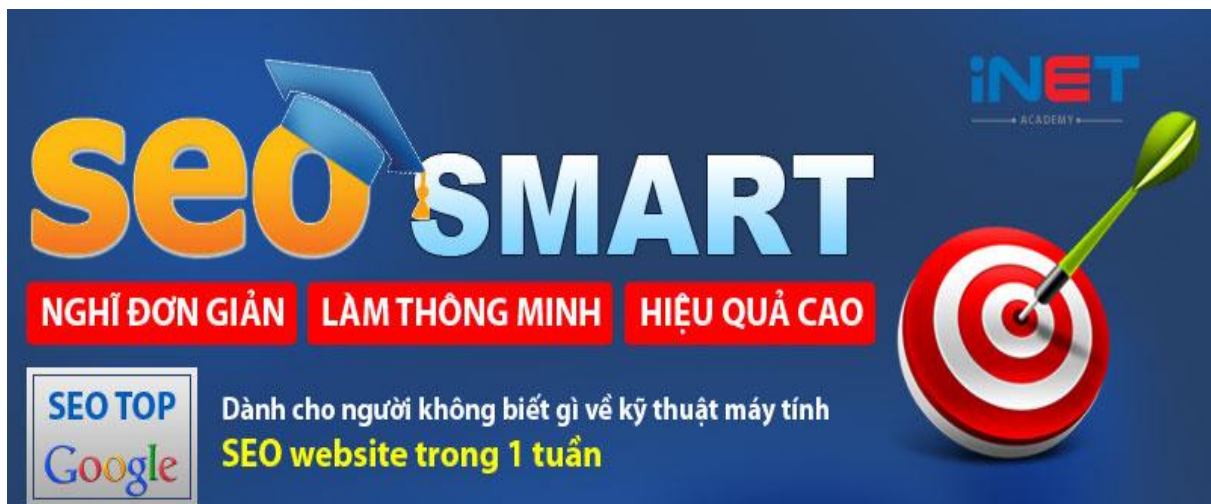 iNET
ACADEMY
seo SMART
NGHĨ ĐƠN GIẢN LÀM THÔNG MINH HIỆU QUẢ CAO
SEO TOP
Google
Dành cho người không biết gì về kỹ thuật máy tính
SEO website trong 1 tuần